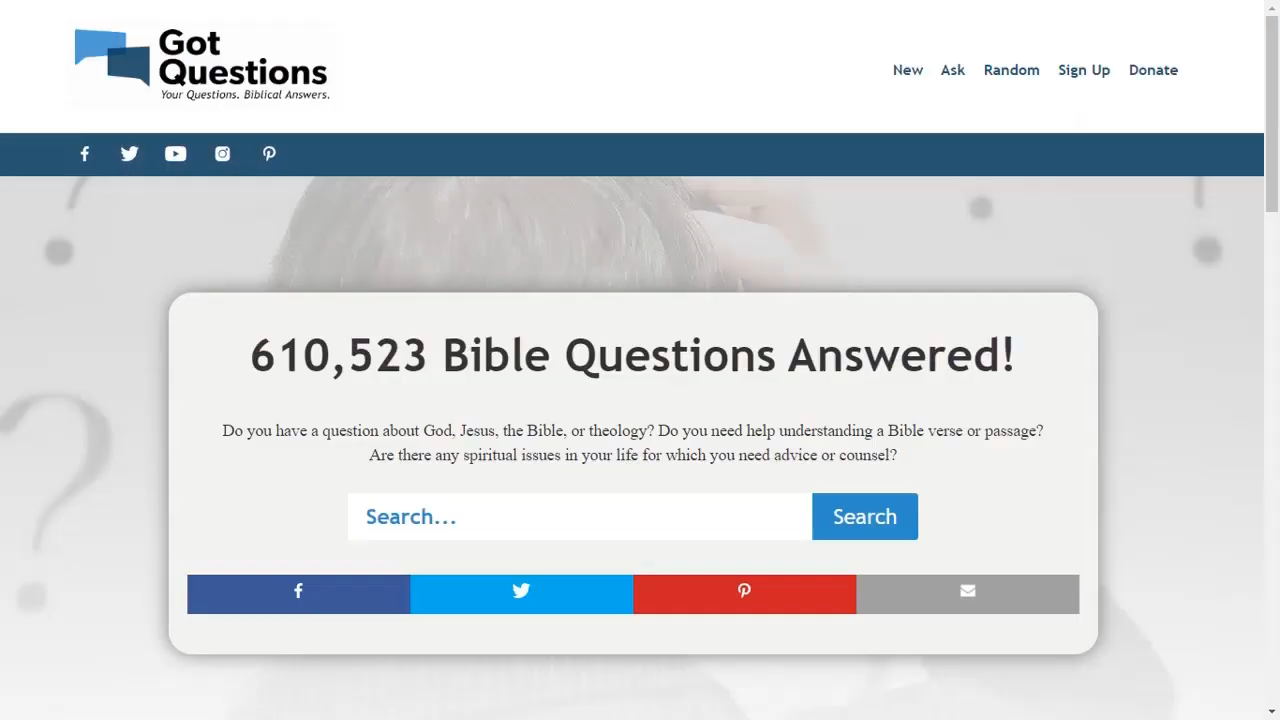 Got
Questions
Your Questions. Biblical Answers.
New Ask Random Sign Up Donate
610,523 Bible Questions Answered!
Do you have a question about God, Jesus, the Bible, or theology? Do you need help understanding a Bible verse or passage?
Are there any spiritual issues in your life for which you need advice or counsel?
Search...
Search